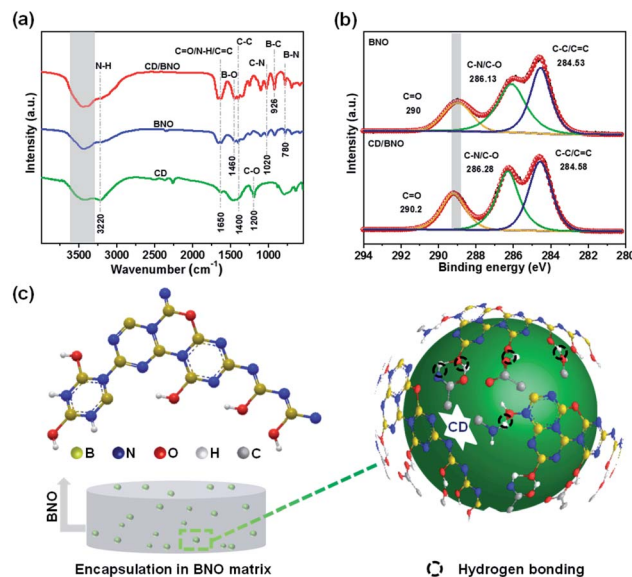 (a)
CD/BNO
N-H
C=O/N-H/C=C
B-O
C-C
C-N
B-C
B-N
926
BNO
1460
1020
780
CD
C-O
3220
1650
1400
1200
Intensity (a.u.)
3500 3000 2500 2000 1500 1000
Wavenumber (cm-1)
(b)
BNO
C-C/C=C
284.53
C-N/C-O
286.13
C=O
290
CD/BNO
C-C/C=C
284.58
C-N/C-O
286.28
C=O
290.2
Intensity (a.u.)
294 292 290 288 286 284 282 280
Binding energy (eV)
(c)
B N O H C
BNO
Encapsulation in BNO matrix
CD
Hydrogen bonding